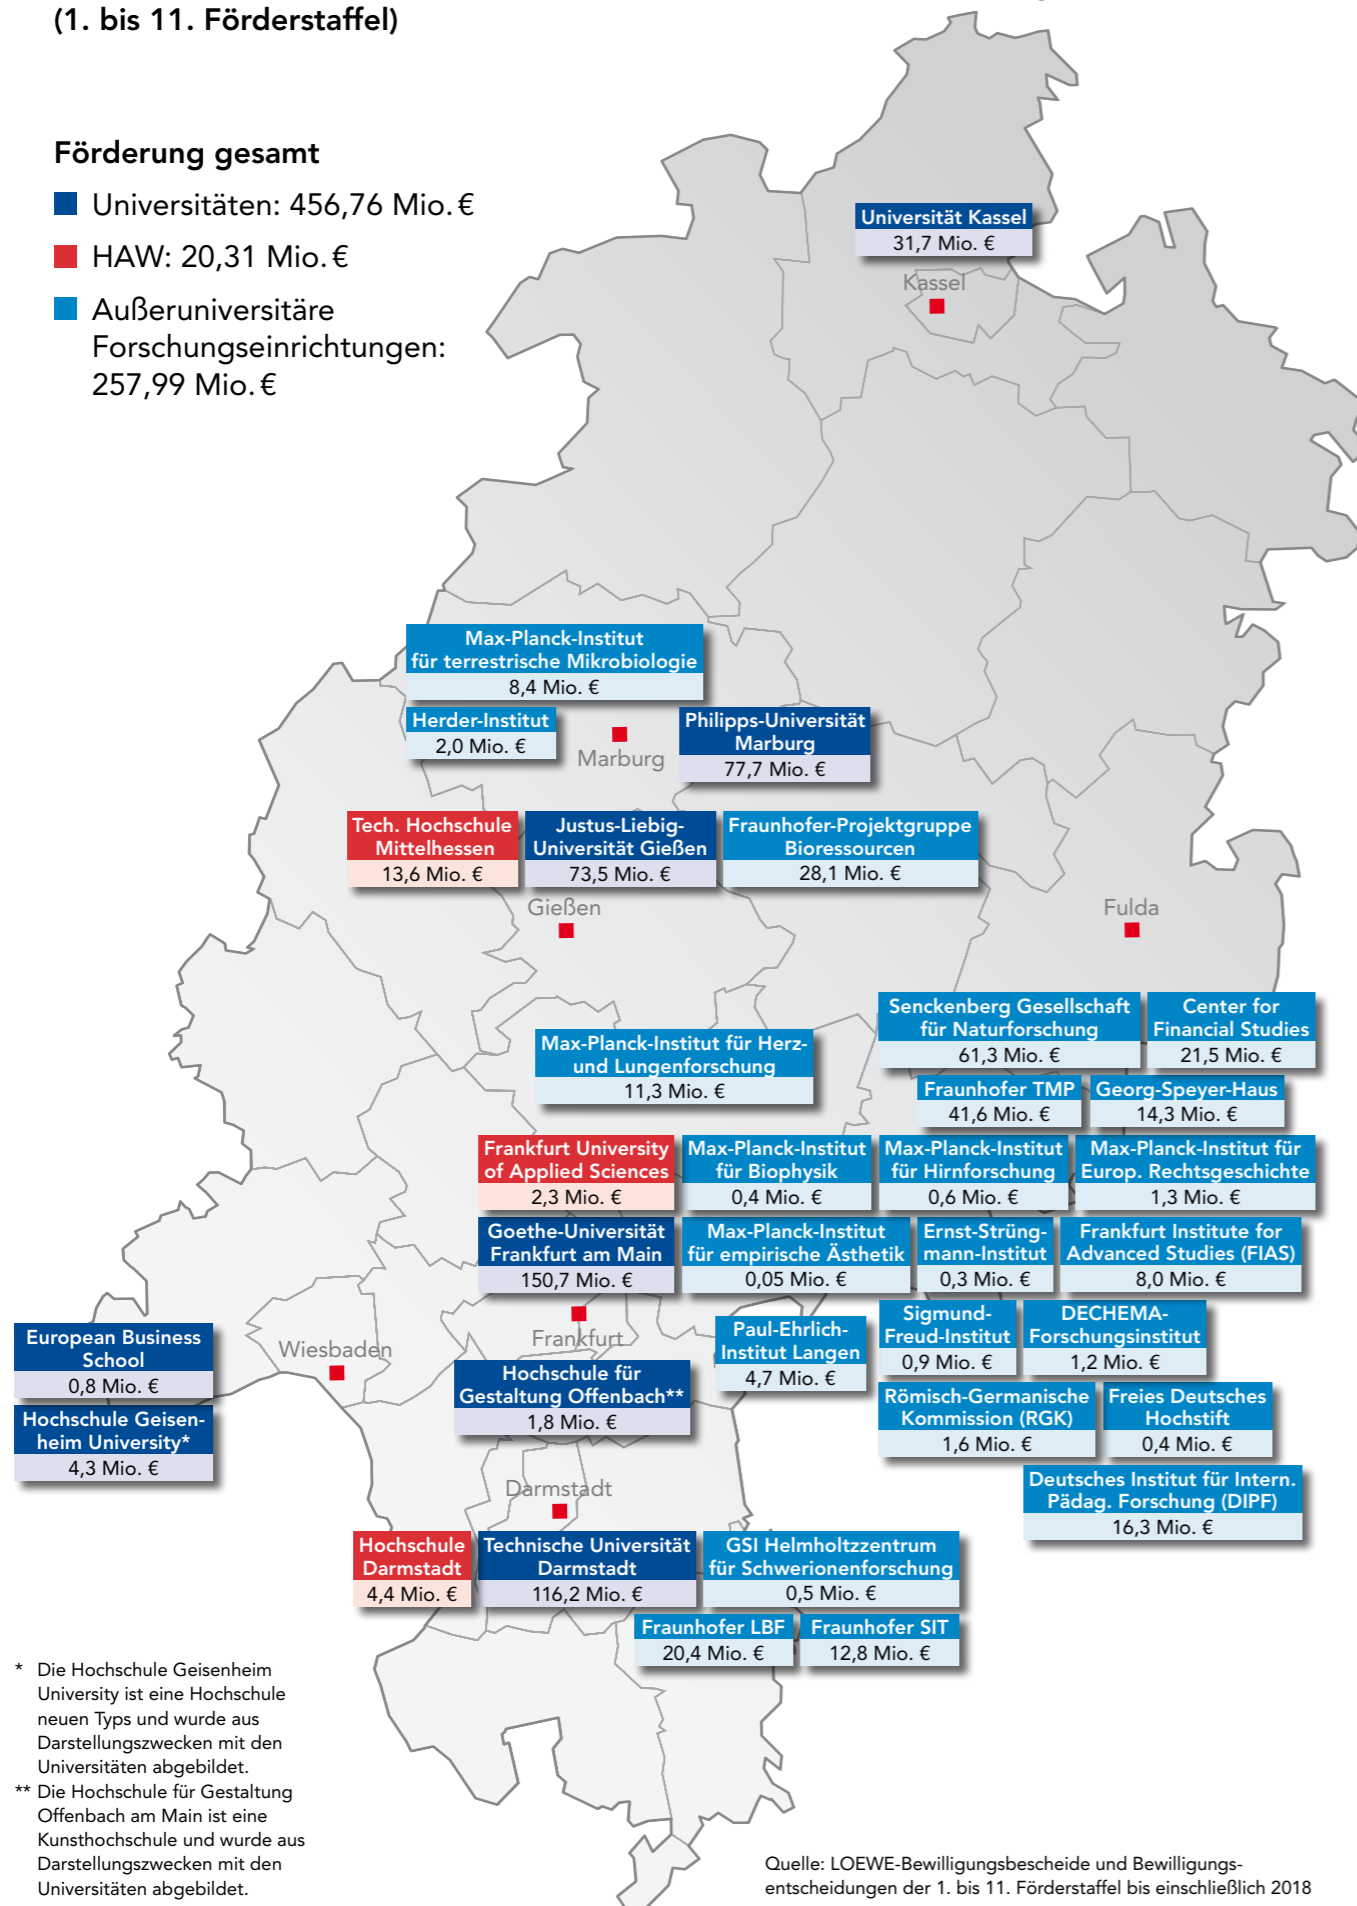 (1. bis 11. Förderstaffel)
Förderung gesamt
Universitäten: 456,76 Mio. €
HAW: 20,31 Mio. €
Außeruniversitäre
Forschungseinrichtungen:
257,99 Mio. €
Universität Kassel
31,7 Mio. €
Kassel
Max-Planck-Institut
für terrestrische Mikrobiologie
8,4 Mio. €
Herder-Institut
2,0 Mio. €
Marburg
Philipps-Universität
Marburg
77,7 Mio. €
Tech. Hochschule
Mittelhessen
13,6 Mio. €
Justus-Liebig-
Universität Gießen
73,5 Mio. €
Fraunhofer-Projektgruppe
Bioressourcen
28,1 Mio. €
Gießen
Fulda
Senckenberg Gesellschaft
für Naturforschung
61,3 Mio. €
Center for
Financial Studies
21,5 Mio. €
Max-Planck-Institut für Herz-
und Lungenforschung
11,3 Mio. €
Fraunhofer TMP
41,6 Mio. €
Georg-Speyer-Haus
14,3 Mio. €
Frankfurt University
of Applied Sciences
2,3 Mio. €
Max-Planck-Institut
für Biophysik
0,4 Mio. €
Max-Planck-Institut
für Hirnforschung
0,6 Mio. €
Max-Planck-Institut für
Europ. Rechtsgeschichte
1,3 Mio. €
Goethe-Universität
Frankfurt am Main
150,7 Mio. €
Max-Planck-Institut
für empirische Ästhetik
0,05 Mio. €
Ernst-Strüng-
mann-Institut
0,3 Mio. €
Frankfurt Institute for
Advanced Studies (FIAS)
8,0 Mio. €
European Business
School
0,8 Mio. €
Wiesbaden
Frankfurt
Paul-Ehrlich-
Institut Langen
4,7 Mio. €
Sigmund-
Freud-Institut
0,9 Mio. €
DECHEMA-
Forschungsinstitut
1,2 Mio. €
Hochschule für
Gestaltung Offenbach**
1,8 Mio. €
Hochschule Geisen-
heim University*
4,3 Mio. €
Römisch-Germanische
Kommission (RGK)
1,6 Mio. €
Freies Deutsches
Hochstift
0,4 Mio. €
Deutsches Institut für Intern.
Pädag. Forschung (DIPF)
16,3 Mio. €
Darmstadt
Hochschule
Darmstadt
4,4 Mio. €
Technische Universität
Darmstadt
116,2 Mio. €
GSI Helmholtzzentrum
für Schwerionenforschung
0,5 Mio. €
Fraunhofer LBF
20,4 Mio. €
Fraunhofer SIT
12,8 Mio. €
* Die Hochschule Geisenheim
University ist eine Hochschule
neuen Typs und wurde aus
Darstellungszwecken mit den
Universitäten abgebildet.
** Die Hochschule für Gestaltung
Offenbach am Main ist eine
Kunsthochschule und wurde aus
Darstellungszwecken mit den
Universitäten abgebildet.
Quelle: LOEWE-Bewilligungsbescheide und Bewilligungs-
entscheidungen der 1. bis 11. Förderstaffel bis einschließlich 2018